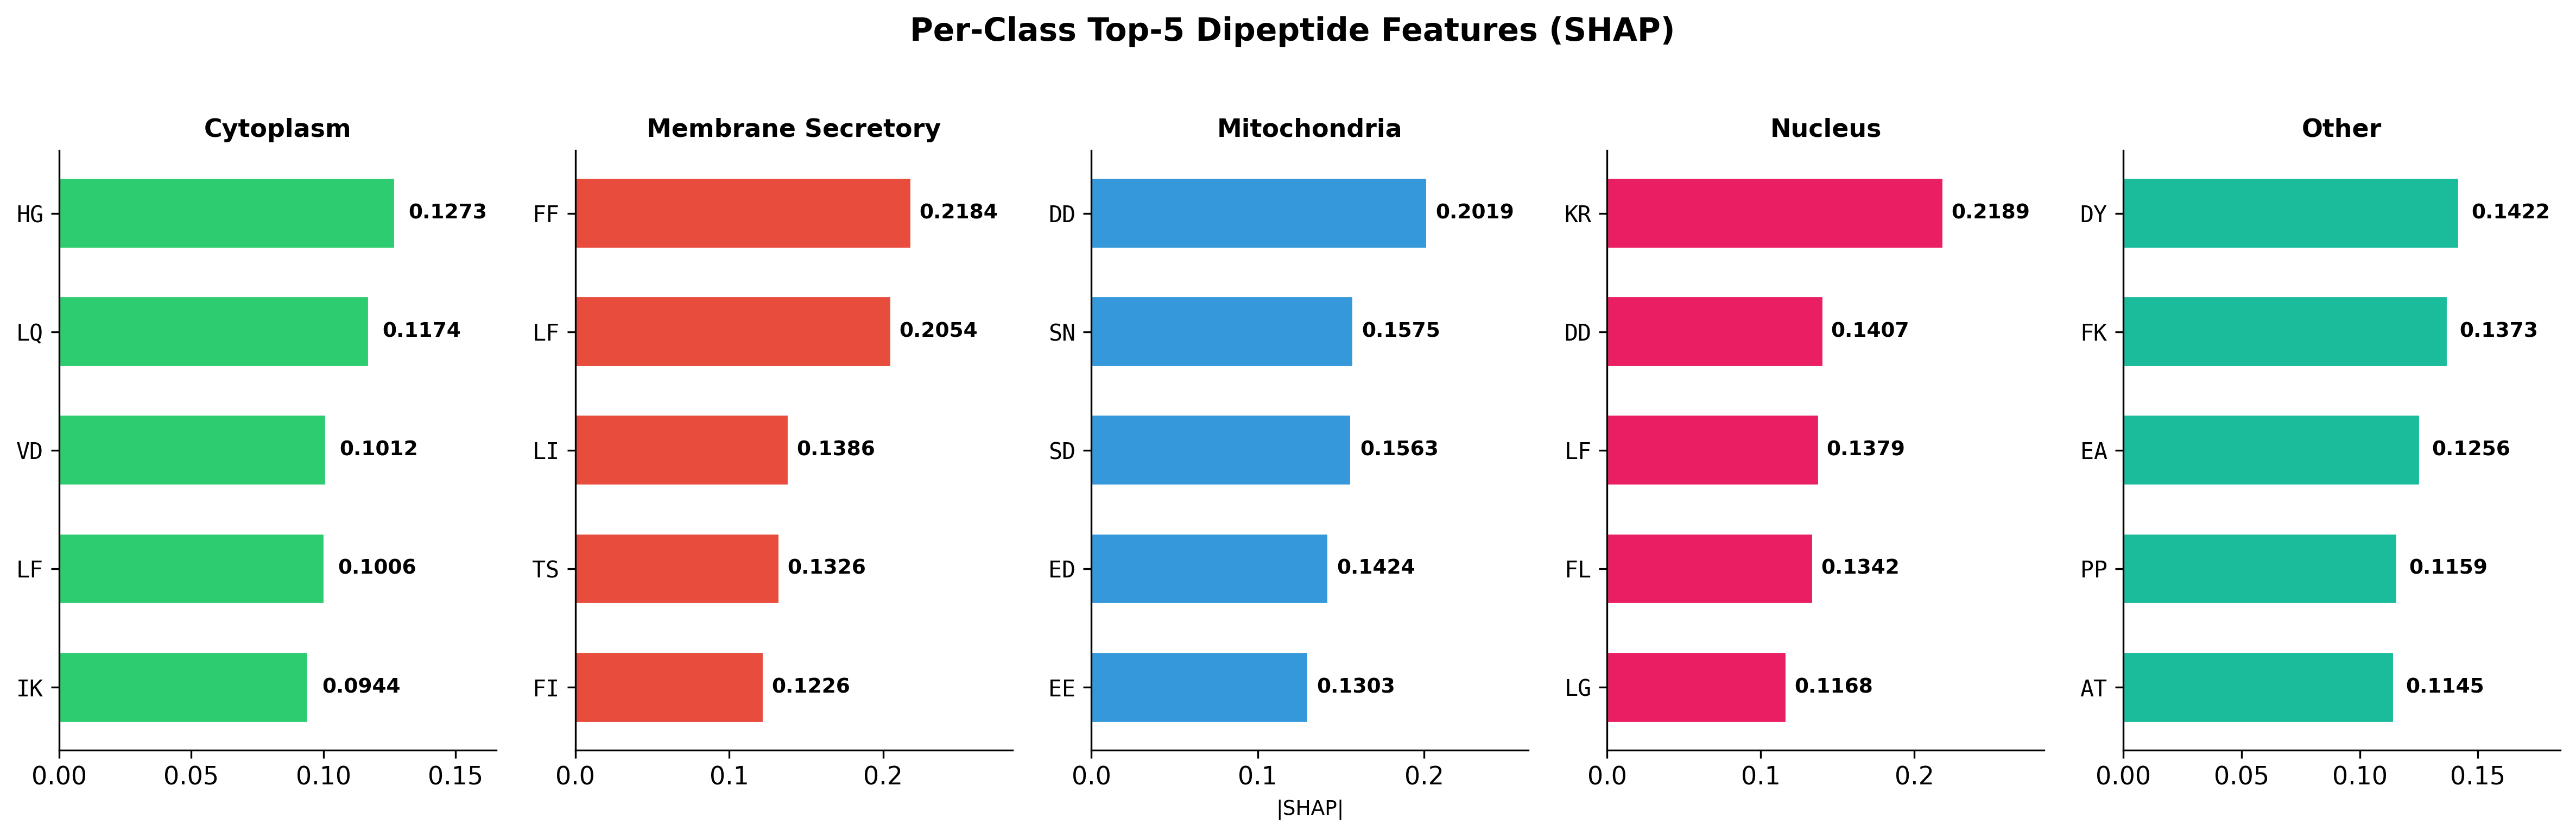 Per-Class Top-5 Dipeptide Features (SHAP)
Cytoplasm
HG 0.1273
LQ 0.1174
VD 0.1012
LF 0.1006
IK 0.0944
0.00 0.05 0.10 0.15
Membrane Secretory
FF 0.2184
LF 0.2054
LI 0.1386
TS 0.1326
FI 0.1226
0.0 0.1 0.2
Mitochondria
DD 0.2019
SN 0.1575
SD 0.1563
ED 0.1424
EE 0.1303
0.0 0.1 0.2
|SHAP|
Nucleus
KR 0.2189
DD 0.1407
LF 0.1379
FL 0.1342
LG 0.1168
0.0 0.1 0.2
Other
DY 0.1422
FK 0.1373
EA 0.1256
PP 0.1159
AT 0.1145
0.00 0.05 0.10 0.15